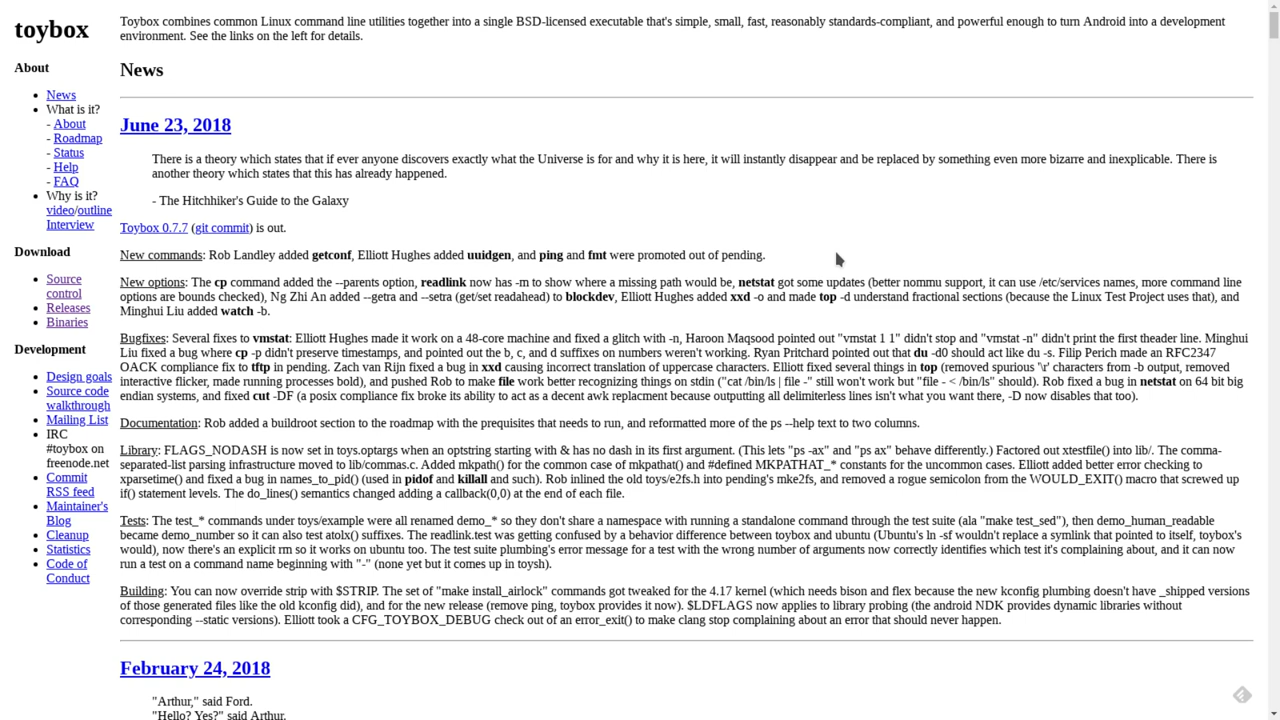 toybox
About
News
What is it?
- About
- Roadmap
- Status
- Help
- FAQ
Why is it?
video/outline
Interview
Download
Source
control
Releases
Binaries
Development
Design goals
Source code
walkthrough
Mailing List
IRC
#toybox on
freenode.net
Commit
RSS feed
Maintainer's
Blog
Cleanup
Statistics
Code of
Conduct
Toybox combines common Linux command line utilities together into a single BSD-licensed executable that's simple, small, fast, reasonably standards-compliant, and powerful enough to turn Android into a development
environment. See the links on the left for details.
News
June 23, 2018
There is a theory which states that if ever anyone discovers exactly what the Universe is for and why it is here, it will instantly disappear and be replaced by something even more bizarre and inexplicable. There is
another theory which states that this has already happened.
- The Hitchhiker's Guide to the Galaxy
Toybox 0.7.7 (git commit) is out.
New commands: Rob Landley added getconf, Elliott Hughes added uuidgen, and ping and fmt were promoted out of pending.
New options: The cp command added the --parents option, readlink now has -m to show where a missing path would be, netstat got some updates (better nommu support, it can use /etc/services names, more command line
options are bounds checked), Ng Zhi An added --getra and --setra (get/set readahead) to blockdev, Elliott Hughes added xxd -o and made top -d understand fractional sections (because the Linux Test Project uses that), and
Minghui Liu added watch -b.
Bugfixes: Several fixes to vmstat: Elliott Hughes made it work on a 48-core machine and fixed a glitch with -n, Haroon Maqsood pointed out "vmstat 1 1" didn't stop and "vmstat -n" didn't print the first theader line. Minghui
Liu fixed a bug where cp -p didn't preserve timestamps, and pointed out the b, c, and d suffixes on numbers weren't working. Ryan Pritchard pointed out that du -d0 should act like du -s. Filip Perich made an RFC2347
OACK compliance fix to tftp in pending. Zach van Rijn fixed a bug in xxd causing incorrect translation of uppercase characters. Elliott fixed several things in top (removed spurious '\r' characters from -b output, removed
interactive flicker, made running processes bold), and pushed Rob to make file work better recognizing things on stdin ("cat /bin/ls | file -" still won't work but "file - < /bin/ls" should). Rob fixed a bug in netstat on 64 bit big
endian systems, and fixed cut -DF (a posix compliance fix broke its ability to act as a decent awk replacment because outputting all delimiterless lines isn't what you want there, -D now disables that too).
Documentation: Rob added a buildroot section to the roadmap with the prequisites that needs to run, and reformatted more of the ps --help text to two columns.
Library: FLAGS_NODASH is now set in toys.optargs when an optstring starting with & has no dash in its first argument. (This lets "ps -ax" and "ps ax" behave differently.) Factored out xtestfile() into lib/. The comma-
separated-list parsing infrastructure moved to lib/commas.c. Added mkpath() for the common case of mkpathat() and #defined MKPATHAT_* constants for the uncommon cases. Elliott added better error checking to
xparsetime() and fixed a bug in names_to_pid() (used in pidof and killall and such). Rob inlined the old toys/e2fs.h into pending's mke2fs, and removed a rogue semicolon from the WOULD_EXIT() macro that screwed up
if() statement levels. The do_lines() semantics changed adding a callback(0,0) at the end of each file.
Tests: The test_* commands under toys/example were all renamed demo_* so they don't share a namespace with running a standalone command through the test suite (ala "make test_sed"), then demo_human_readable
became demo_number so it can also test atolx() suffixes. The readlink.test was getting confused by a behavior difference between toybox and ubuntu (Ubuntu's ln -sf wouldn't replace a symlink that pointed to itself, toybox's
would), now there's an explicit rm so it works on ubuntu too. The test suite plumbing's error message for a test with the wrong number of arguments now correctly identifies which test it's complaining about, and it can now
run a test on a command name beginning with "-" (none yet but it comes up in toysh).
Building: You can now override strip with $STRIP. The set of "make install_airlock" commands got tweaked for the 4.17 kernel (which needs bison and flex because the new kconfig plumbing doesn't have _shipped versions
of those generated files like the old kconfig did), and for the new release (remove ping, toybox provides it now). $LDFLAGS now applies to library probing (the android NDK provides dynamic libraries without
corresponding --static versions). Elliott took a CFG_TOYBOX_DEBUG check out of an error_exit() to make clang stop complaining about an error that should never happen.
February 24, 2018
"Arthur," said Ford.
"Hello? Yes?" said Arthur.